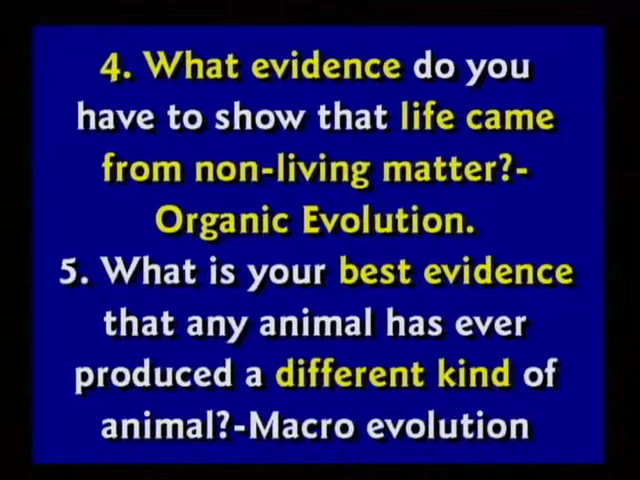 4. What evidence do you
have to show that life came
from non-living matter?-
Organic Evolution.
5. What is your best evidence
that any animal has ever
produced a different kind of
animal?-Macro evolution